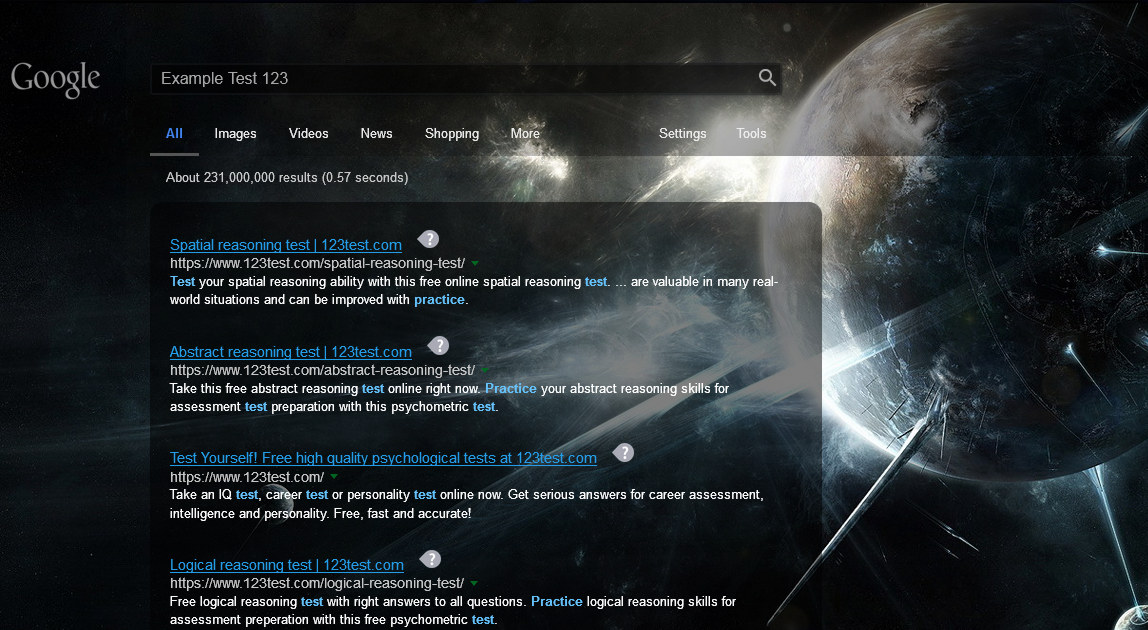 Google
Example Test 123
All Images Videos News Shopping More Settings Tools
About 231,000,000 results (0.57 seconds)
Spatial reasoning test | 123test.com ?
https://www.123test.com/spatial-reasoning-test/
Test your spatial reasoning ability with this free online spatial reasoning test. ... are valuable in many real-
world situations and can be improved with practice.
Abstract reasoning test | 123test.com ?
https://www.123test.com/abstract-reasoning-test/
Take this free abstract reasoning test online right now. Practice your abstract reasoning skills for
assessment test preparation with this psychometric test.
Test Yourself! Free high quality psychological tests at 123test.com ?
https://www.123test.com/
Take an IQ test, career test or personality test online now. Get serious answers for career assessment,
intelligence and personality. Free, fast and accurate!
Logical reasoning test | 123test.com ?
https://www.123test.com/logical-reasoning-test/
Free logical reasoning test with right answers to all questions. Practice logical reasoning skills for
assessment preperation with this free psychometric test.